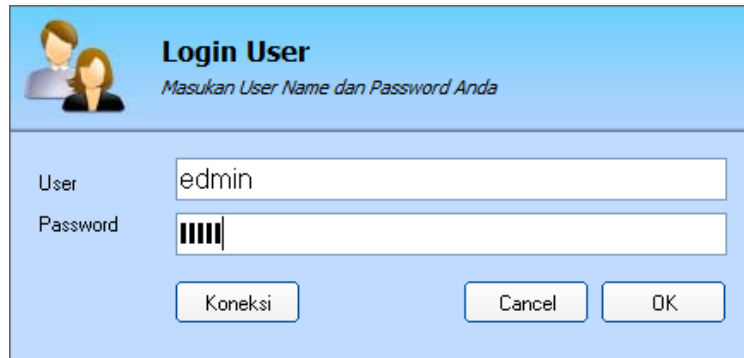 Login User
Masukan User Name dan Password Anda
User
edmin
Password
Koneksi
Cancel
OK